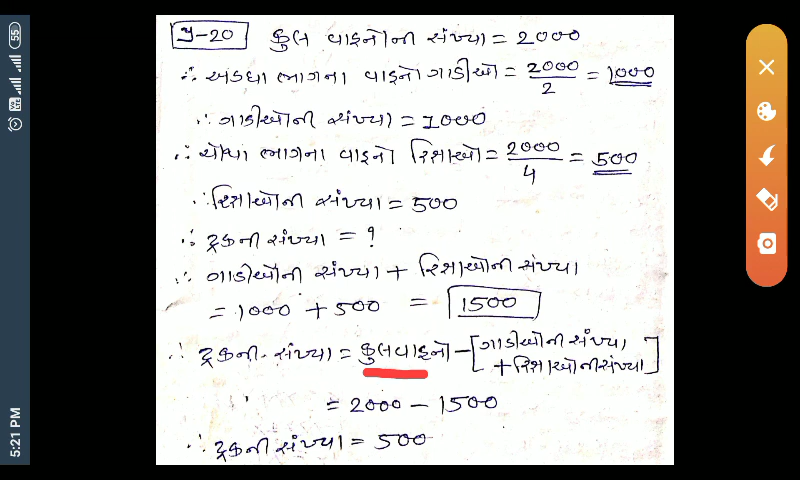 પ્ર-20 કુલ વાહનોની સંખ્યા = 2000
∴ અડધા ભાગના વાહનો ગાડીઓ = 2000/2 = 1000
∴ ગાડીઓની સંખ્યા = 1000
∴ ચોથા ભાગના વાહનો રિક્ષાઓ = 2000/4 = 500
∴ રિક્ષાઓની સંખ્યા = 500
∴ ટ્રકની સંખ્યા = ?
∴ ગાડીઓની સંખ્યા + રિક્ષાઓની સંખ્યા
= 1000 + 500 = 1500
∴ ટ્રકની સંખ્યા = કુલ વાહનો - [ગાડીઓની સંખ્યા
+ રિક્ષાઓની સંખ્યા]
= 2000 - 1500
∴ ટ્રકની સંખ્યા = 500
55
5:21 PM